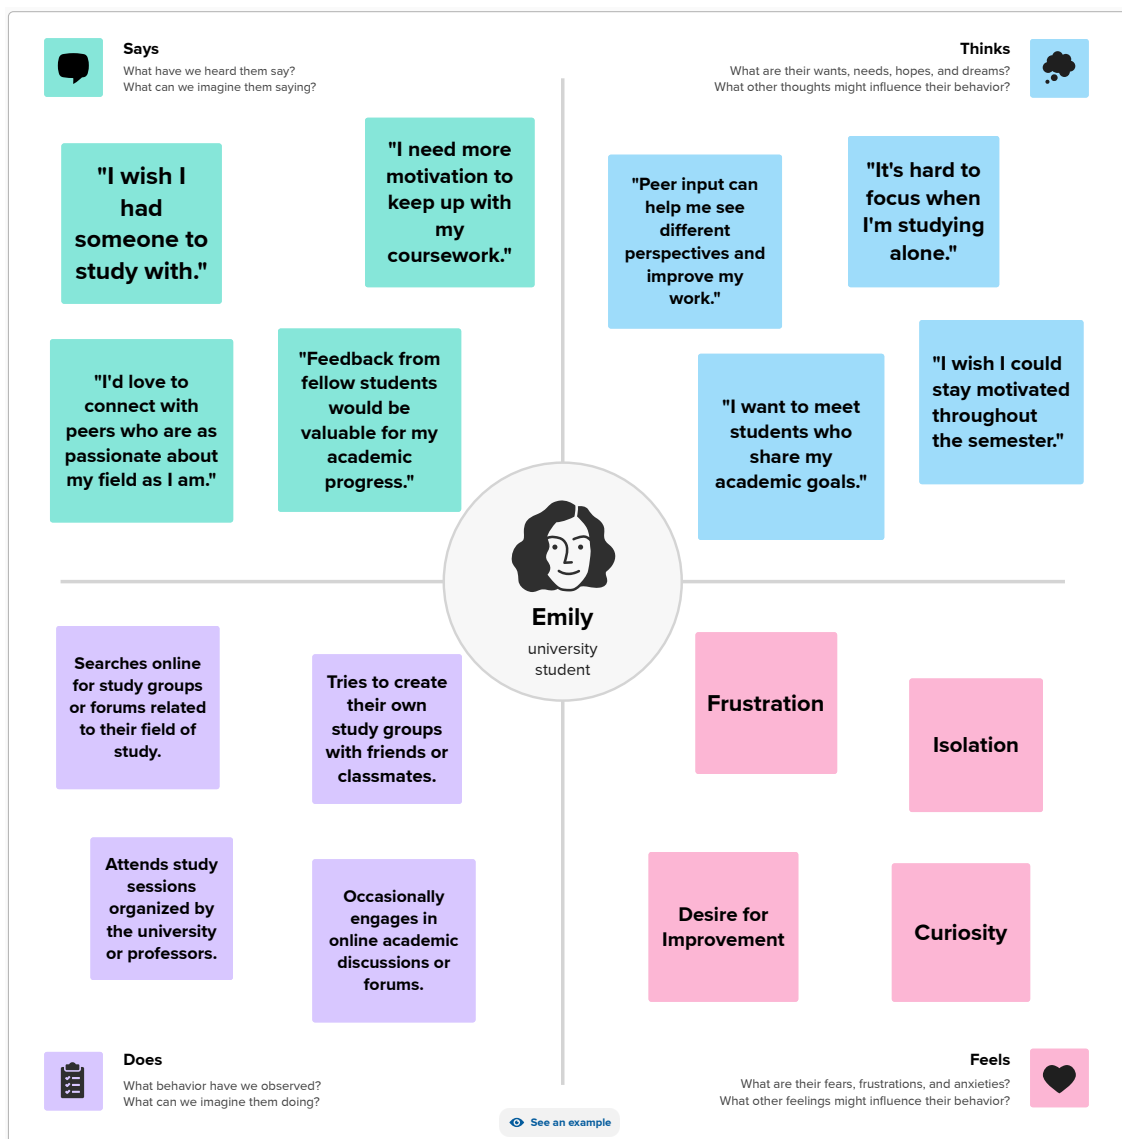 Says
What have we heard them say?
What can we imagine them saying?
Thinks
What are their wants, needs, hopes, and dreams?
What other thoughts might influence their behavior?
"I wish I
had
someone to
study with."
"I need more
motivation to
keep up with
my
coursework."
"I'd love to
connect with
peers who are as
passionate about
my field as I am."
"Feedback from
fellow students
would be
valuable for my
academic
progress."
"Peer input can
help me see
different
perspectives and
improve my
work."
"It's hard to
focus when
I'm studying
alone."
"I want to meet
students who
share my
academic goals."
"I wish I could
stay motivated
throughout
the semester."
Emily
university
student
Searches online
for study groups
or forums related
to their field of
study.
Tries to create
their own
study groups
with friends or
classmates.
Attends study
sessions
organized by
the university
or professors.
Occasionally
engages in
online academic
discussions or
forums.
Frustration
Isolation
Desire for
Improvement
Curiosity
Does
What behavior have we observed?
What can we imagine them doing?
Feels
What are their fears, frustrations, and anxieties?
What other feelings might influence their behavior?
See an example